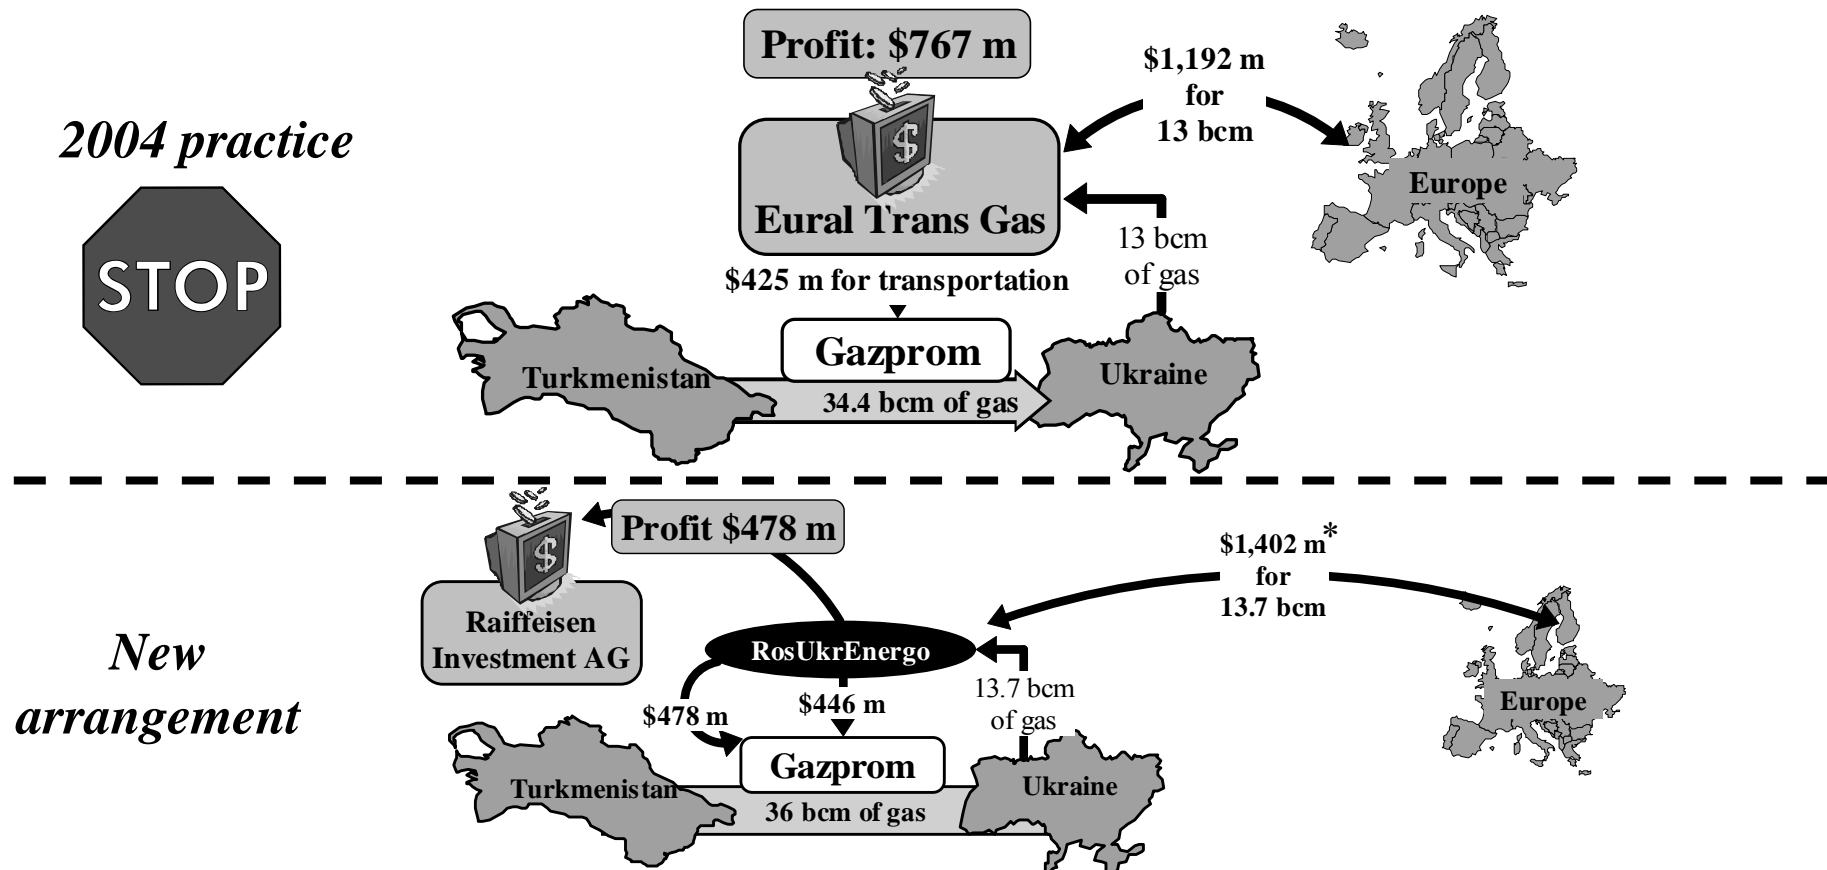 Profit: $767 m
$1,192 m
for
13 bcm
2004 practice
STOP
$
Eural Trans Gas
Europe
13 bcm
of gas
$425 m for transportation
Gazprom
Turkmenistan
Ukraine
34.4 bcm of gas
Profit $478 m
$
$1,402 m*
for
13.7 bcm
Raiffeisen
Investment AG
RosUkrEnergo
New
arrangement
13.7 bcm
of gas
$478 m
$446 m
Europe
Gazprom
Turkmenistan
Ukraine
36 bcm of gas